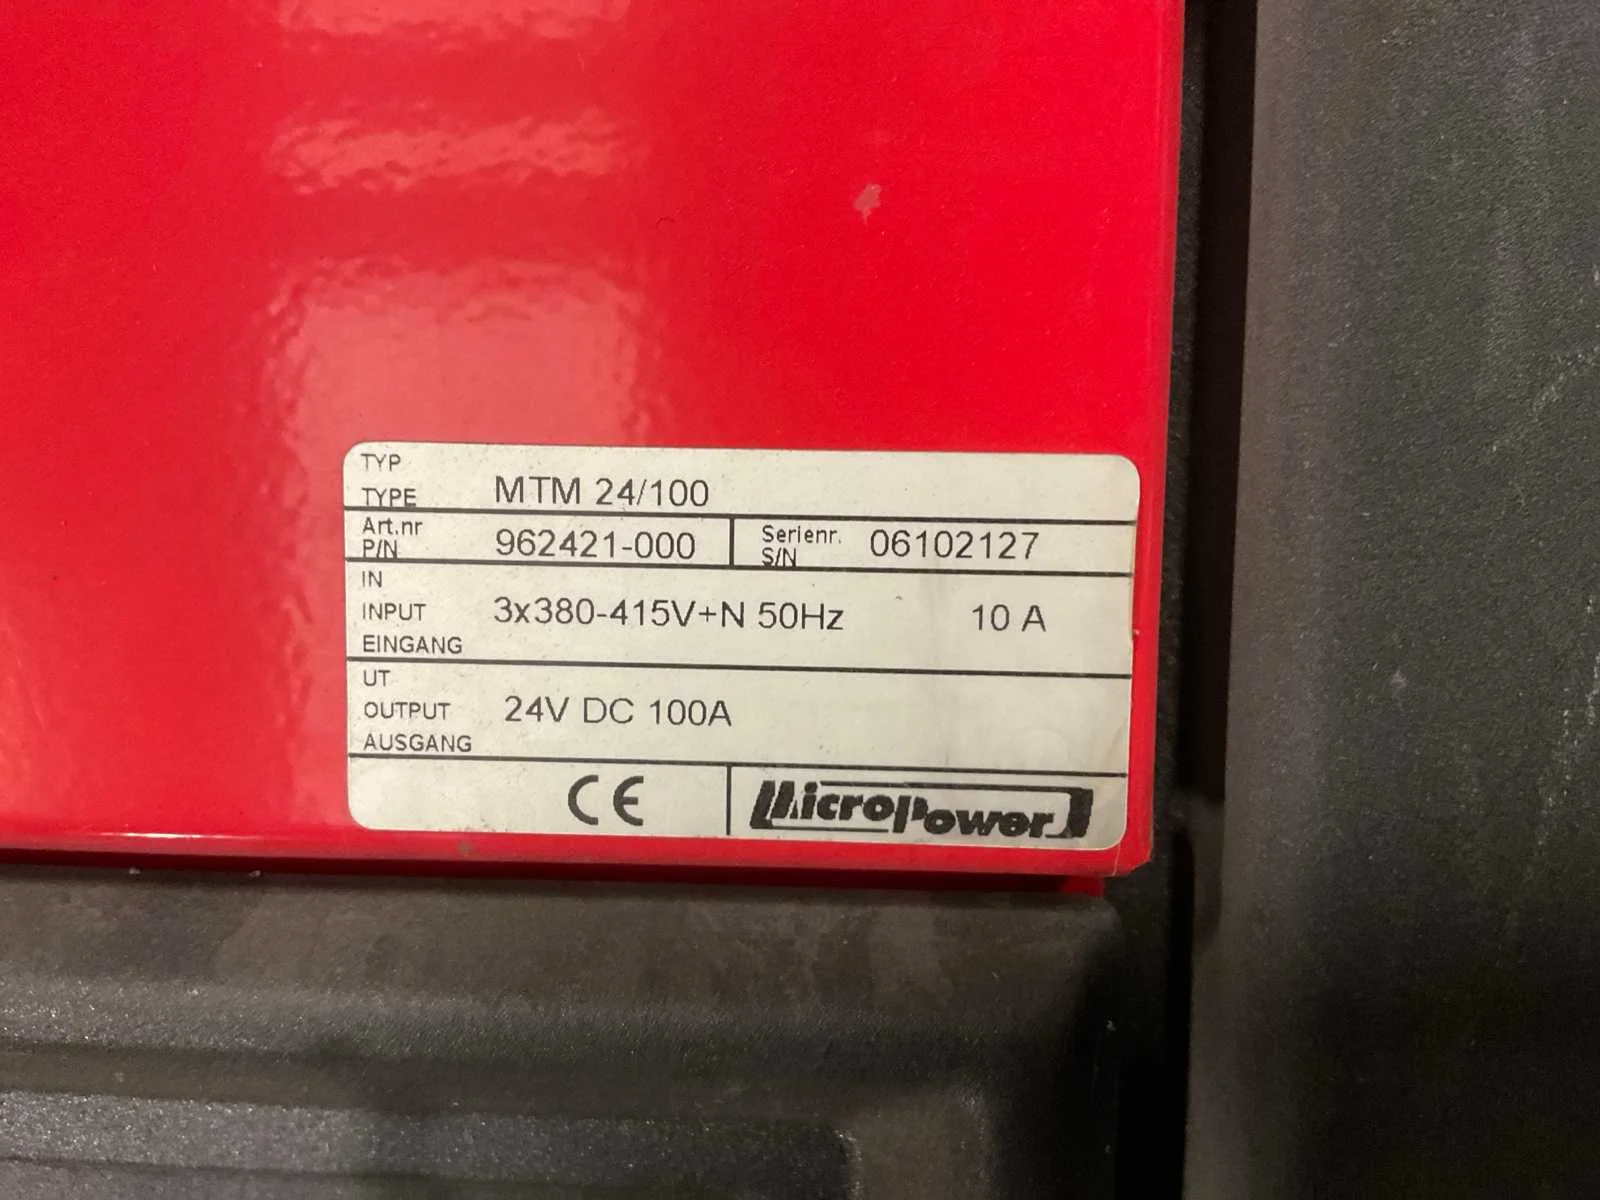 TYP
TYPE MTM 24/100
Art.nr
P/N 962421-000 Serienr. S/N 06102127
IN
INPUT 3x380-415V+N 50Hz 10 A
EINGANG
UT
OUTPUT 24V DC 100A
AUSGANG
CE MicroPower